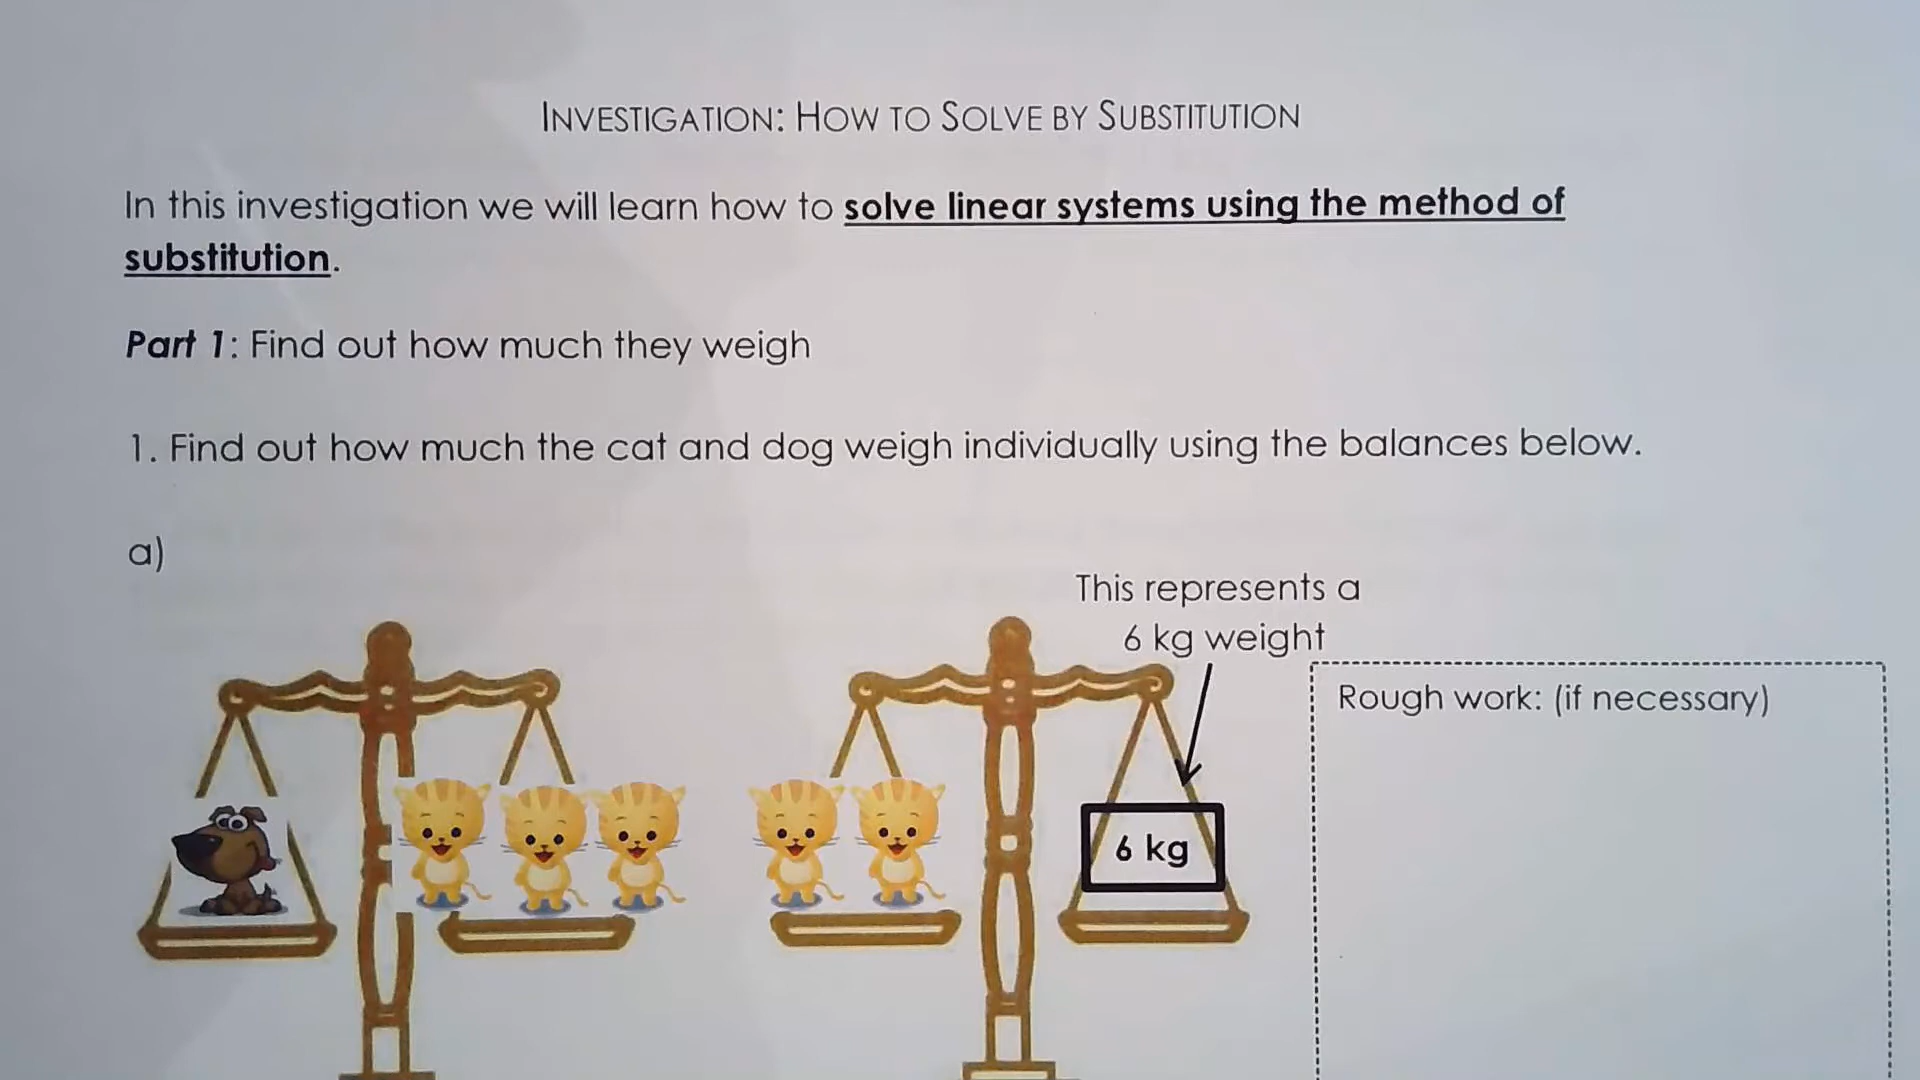 INVESTIGATION: HOW TO SOLVE BY SUBSTITUTION
In this investigation we will learn how to solve linear systems using the method of
substitution.
Part 1: Find out how much they weigh
1. Find out how much the cat and dog weigh individually using the balances below.
a)
This represents a
6 kg weight
Rough work: (if necessary)
6 kg